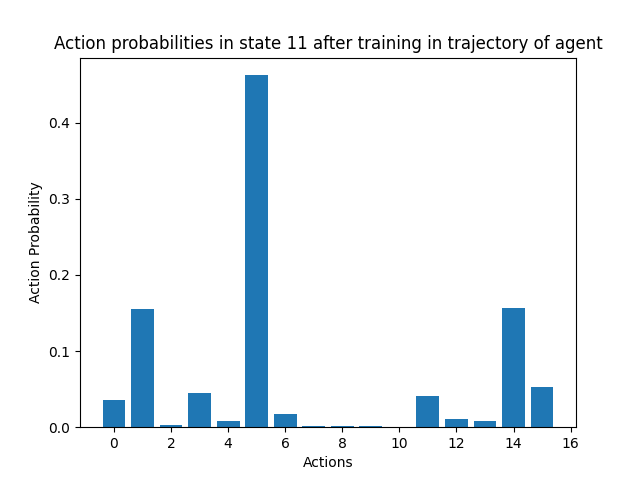 Action probabilities in state 11 after training in trajectory of agent
Action Probability
0.4
0.3
0.2
0.1
0.0
0 2 4 6 8 10 12 14 16
Actions